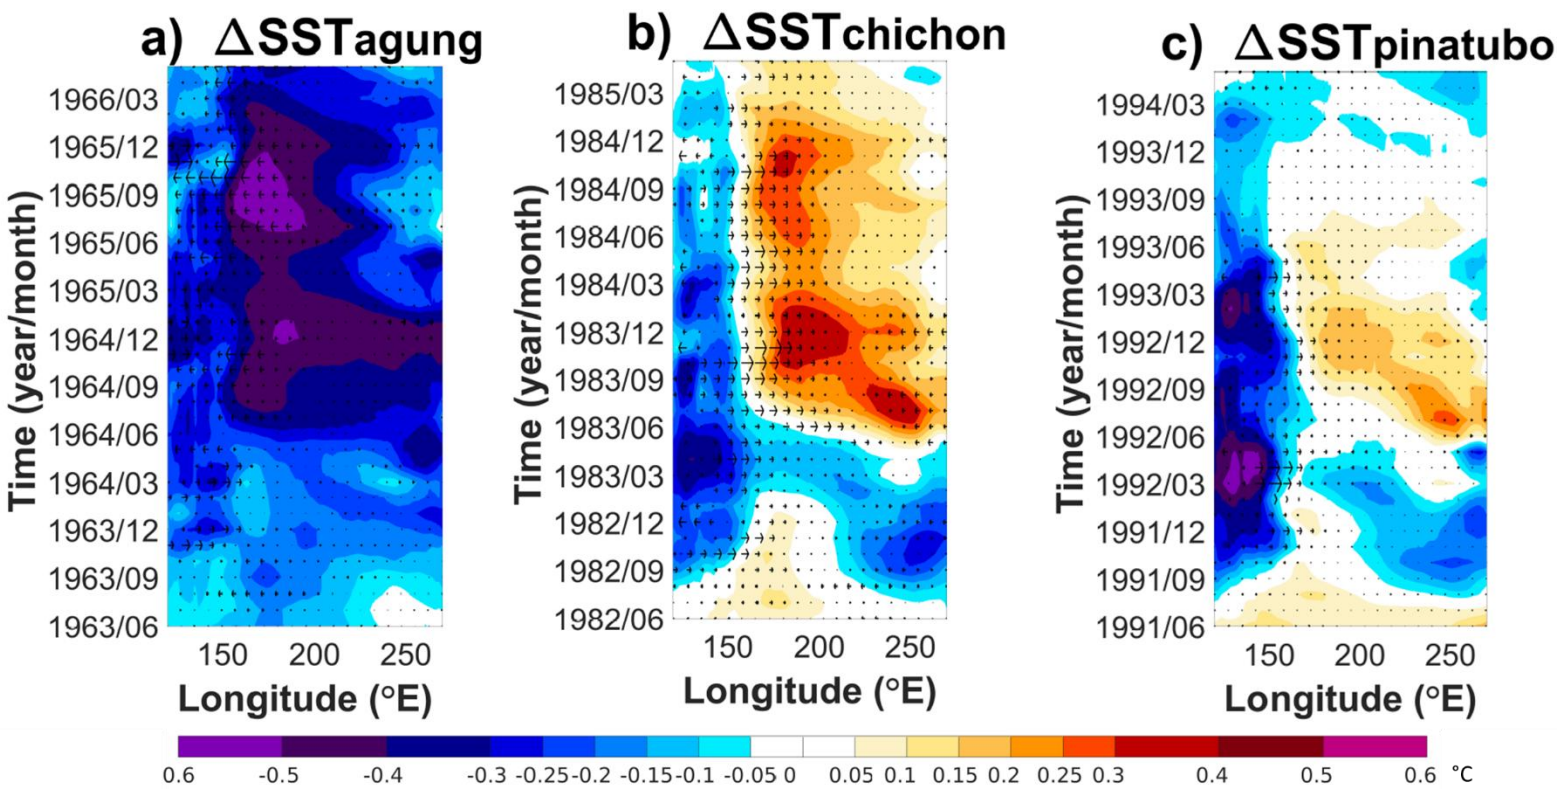 a) ΔSSTagung
b) ΔSSTchichon
c) ΔSSTpinatubo
Time (year/month)
1966/03
1965/12
1965/09
1965/06
1965/03
1964/12
1964/09
1964/06
1964/03
1963/12
1963/09
1963/06
150 200 250
Longitude (°E)
Time (year/month)
1985/03
1984/12
1984/09
1984/06
1984/03
1983/12
1983/09
1983/06
1983/03
1982/12
1982/09
1982/06
150 200 250
Longitude (°E)
Time (year/month)
1994/03
1993/12
1993/09
1993/06
1993/03
1992/12
1992/09
1992/06
1992/03
1991/12
1991/09
1991/06
150 200 250
Longitude (°E)
0.6 -0.5 -0.4 -0.3 -0.25 -0.2 -0.15 -0.1 -0.05 0 0.05 0.1 0.15 0.2 0.25 0.3 0.4 0.5 0.6 °C